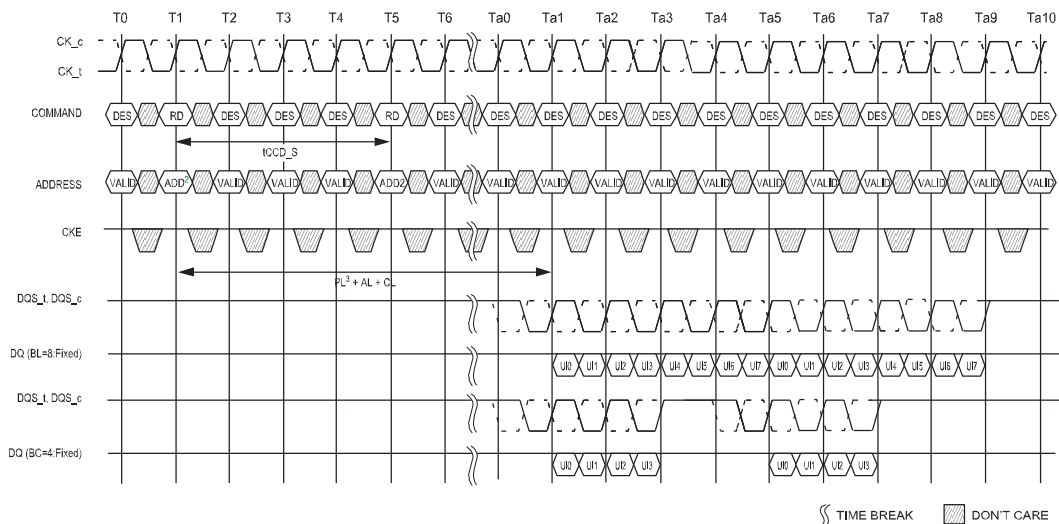 T0 T1 T2 T3 T4 T5 T6 Ta0 Ta1 Ta2 Ta3 Ta4 Ta5 Ta6 Ta7 Ta8 Ta9 Ta10
CK_c
CK_t
COMMAND DES RD DES DES DES RD DES DES DES DES DES DES DES DES DES DES DES DES
tCCD_S
ADDRESS VALID ADD2 VALID VALID VALID ADD2 VALID VALID VALID VALID VALID VALID VALID VALID VALID VALID VALID VALID
CKE
PL3 + AL + CL
DQS_t, DQS_c
DQ (BL=8:Fixed) UI0 UI1 UI2 UI3 UI4 UI5 UI6 UI7 UI0 UI1 UI2 UI3 UI4 UI5 UI6 UI7
DQS_t, DQS_c
DQ (BC=4:Fixed) UI0 UI1 UI2 UI3 UI0 UI1 UI2 UI3
TIME BREAK DON'T CARE